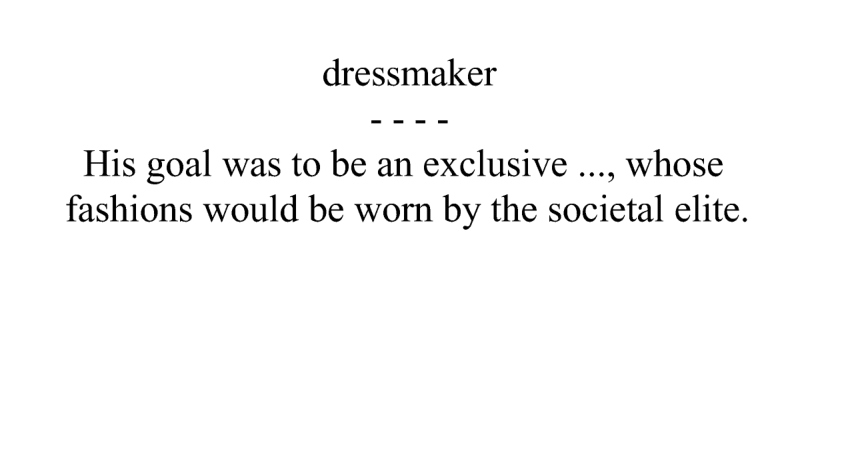 dressmaker
- - - -
His goal was to be an exclusive ..., whose
fashions would be worn by the societal elite.